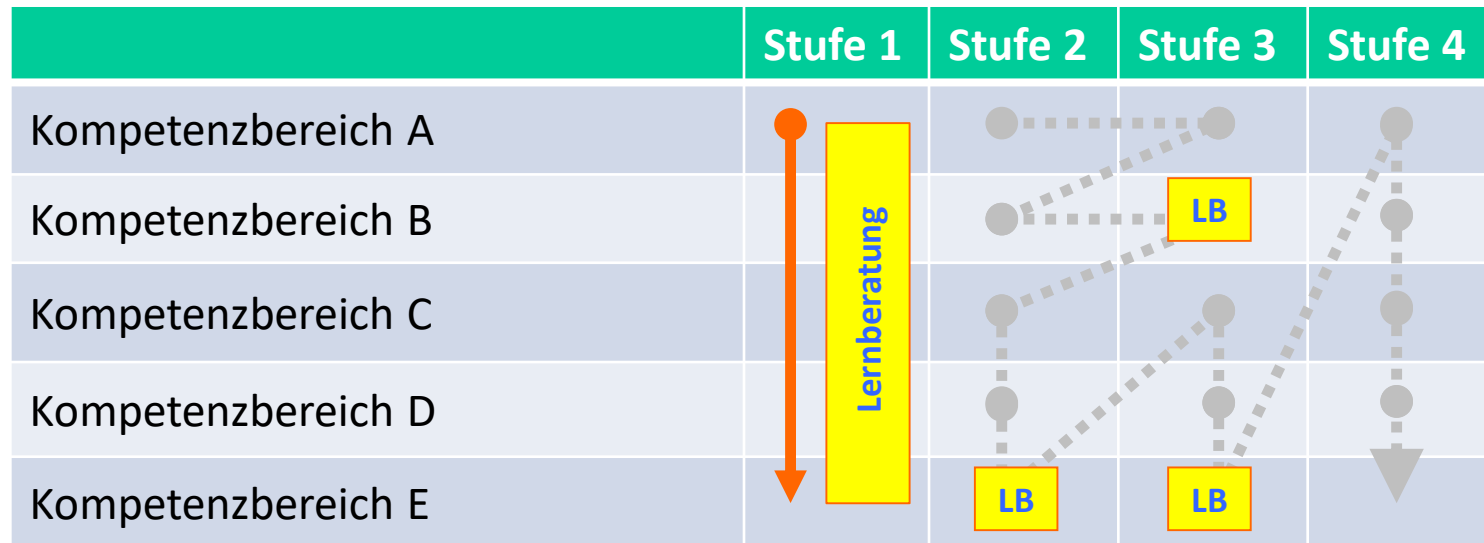 Stufe 1 Stufe 2 Stufe 3 Stufe 4
Kompetenzbereich A
Kompetenzbereich B
LB
Kompetenzbereich C
Lernberatung
Kompetenzbereich D
Kompetenzbereich E
LB LB